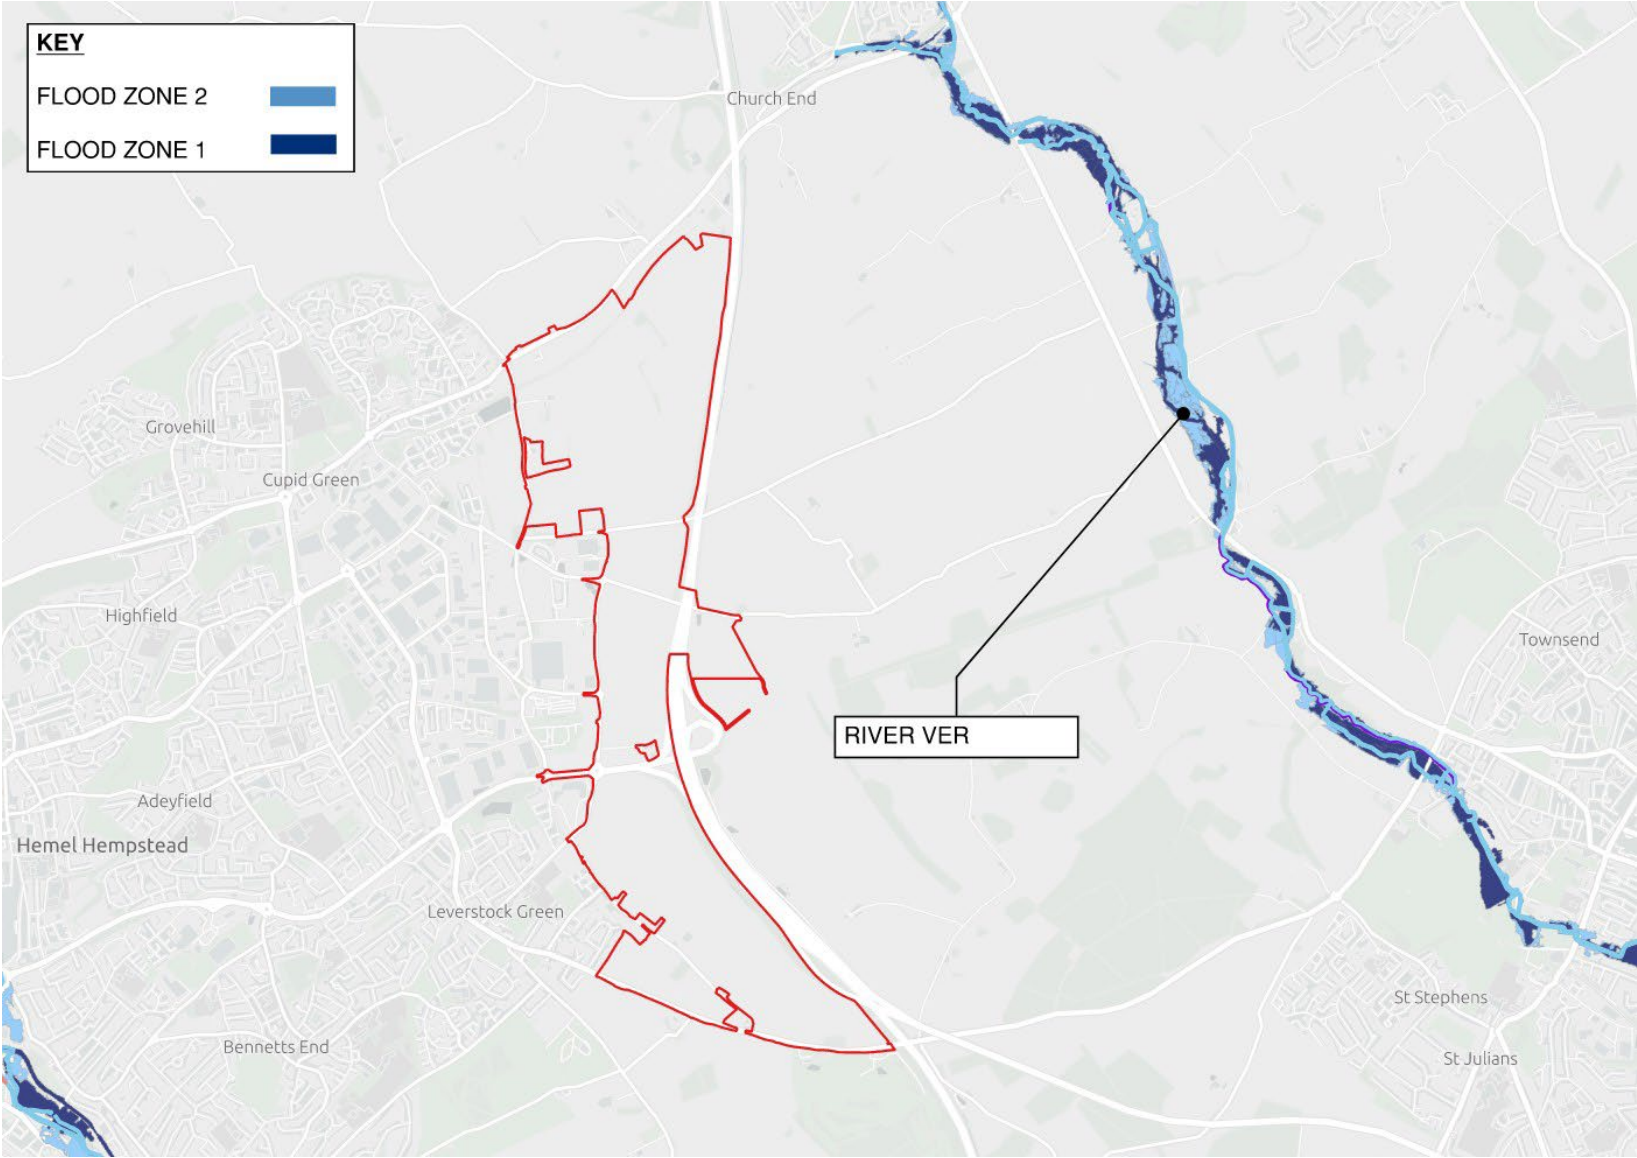 KEY
FLOOD ZONE 2
FLOOD ZONE 1
Church End
Grovehill
Cupid Green
Highfield
Townsend
RIVER VER
Adeyfield
Hemel Hempstead
Leverstock Green
St Stephens
Bennetts End
St Julians